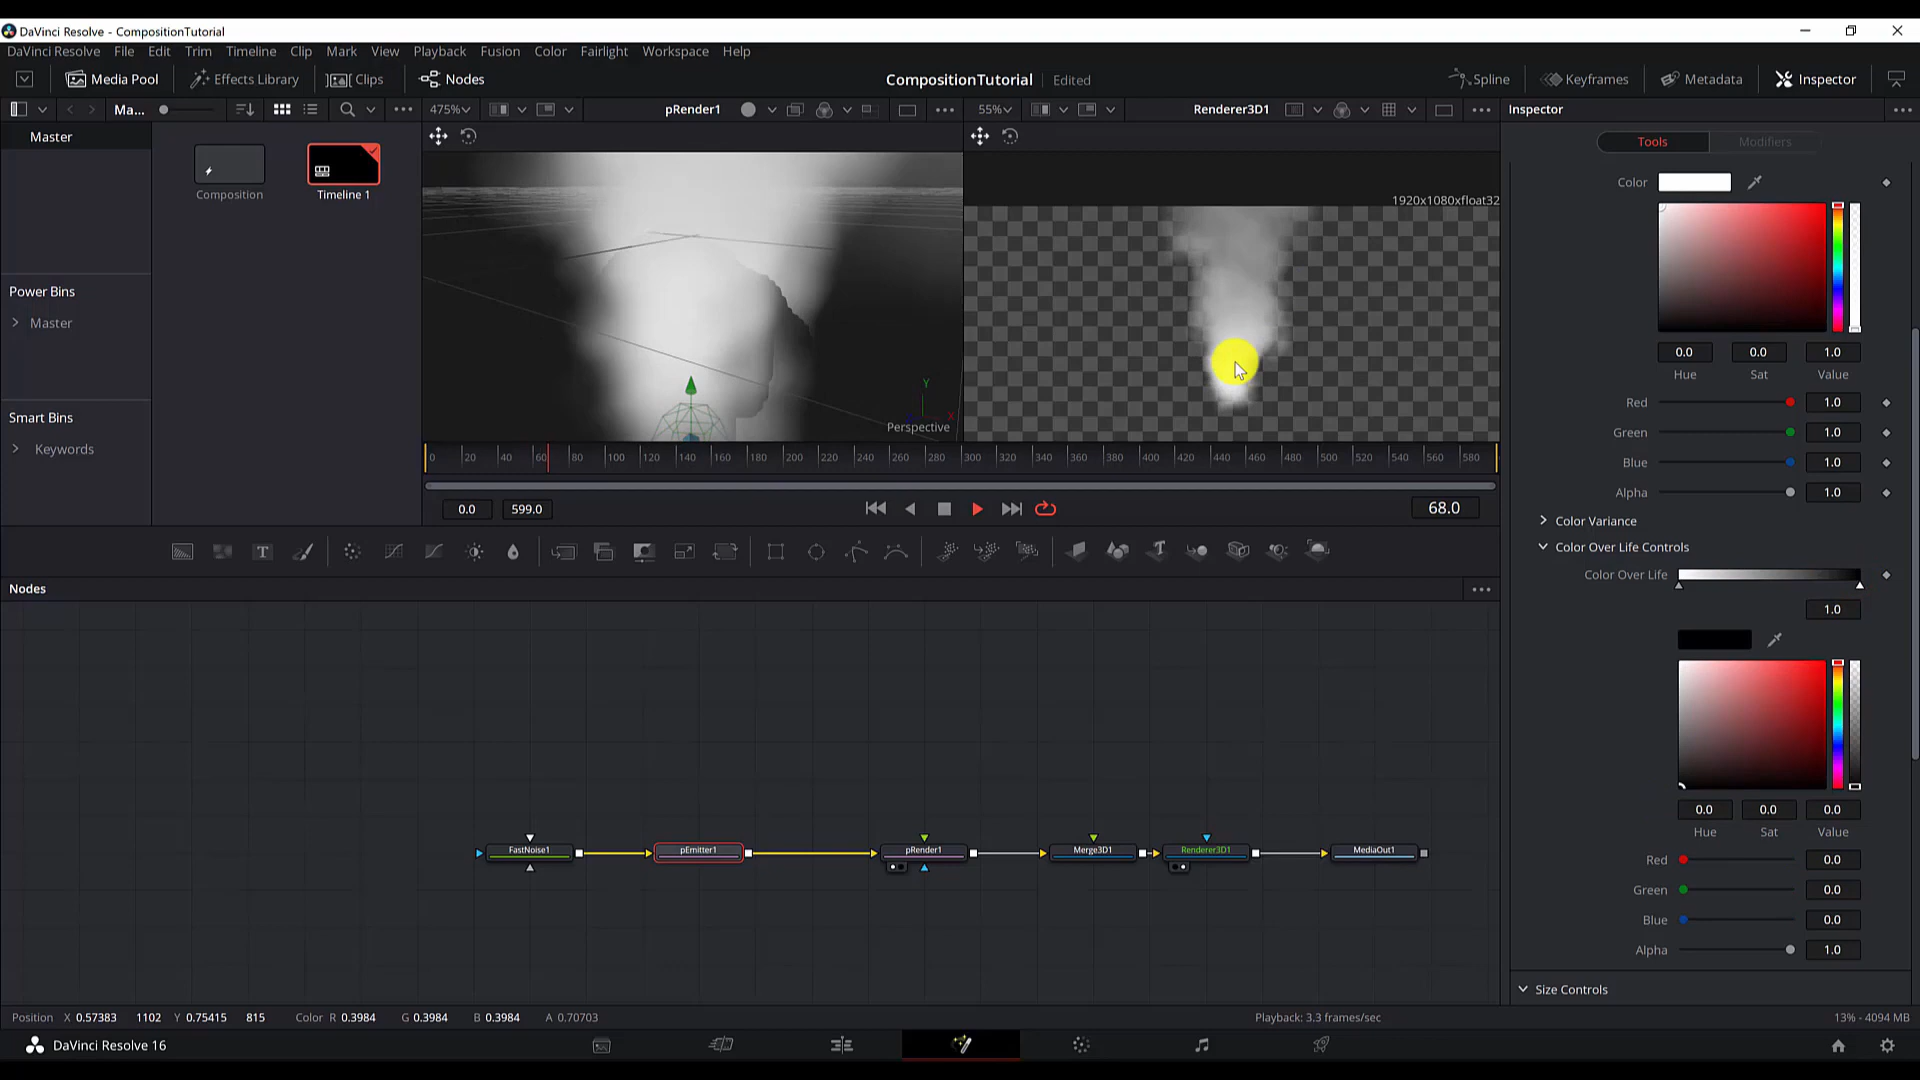 DaVinci Resolve - CompositionTutorial
DaVinci Resolve File Edit Trim Timeline Clip Mark View Playback Fusion Color Fairlight Workspace Help
Media Pool Effects Library Clips Nodes CompositionTutorial Edited Spline Keyframes Metadata Inspector
Ma... 475% pRender1 55% Renderer3D1 Inspector
Master
Composition
Timeline 1
Power Bins
Master
Smart Bins
Keywords
Y
X
Perspective
1920x1080xfloat32
0 20 40 60 80 100 120 140 160 180 200 220 240 260 280 300 320 340 360 380 400 420 440 460 480 500 520 540 560 580
0.0 599.0 68.0
T T
Nodes
FastNoise1 pEmitter1 pRender1 Merge3D1 Renderer3D1 MediaOut1
Tools Modifiers
Color
0.0 0.0 1.0
Hue Sat Value
Red 1.0
Green 1.0
Blue 1.0
Alpha 1.0
Color Variance
Color Over Life Controls
Color Over Life
1.0
0.0 0.0 0.0
Hue Sat Value
Red 0.0
Green 0.0
Blue 0.0
Alpha 1.0
Size Controls
Position X 0.57383 1102 Y 0.75415 815 Color R 0.3984 G 0.3984 B 0.3984 A 0.70703 Playback: 3.3 frames/sec 13% - 4094 MB
DaVinci Resolve 16